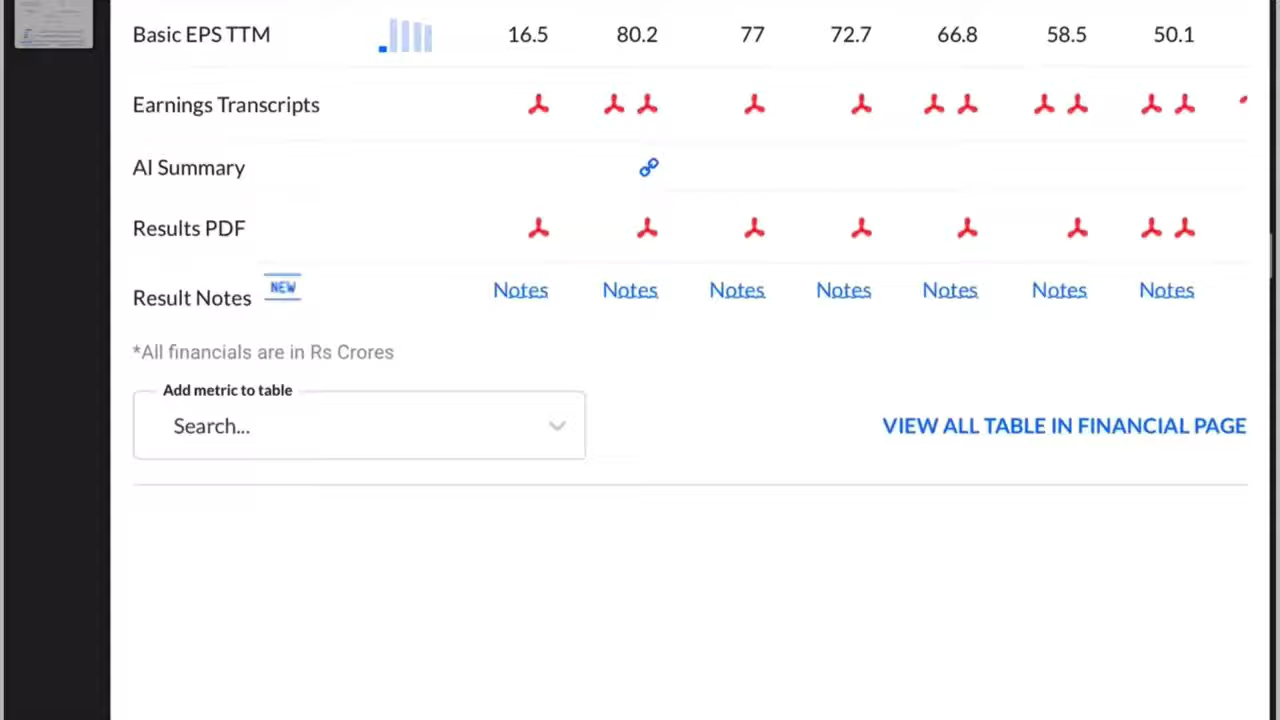 Basic EPS TTM 16.5 80.2 77 72.7 66.8 58.5 50.1
Earnings Transcripts
AI Summary
Results PDF
Result Notes NEW Notes Notes Notes Notes Notes Notes Notes
*All financials are in Rs Crores
Add metric to table
Search...
VIEW ALL TABLE IN FINANCIAL PAGE